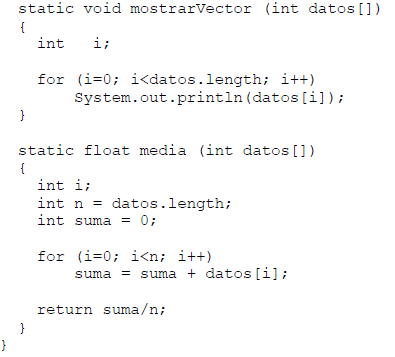 static void mostrarVector (int datos[])
{
int i;
for (i=0; i<datos.length; i++)
System.out.println(datos[i]);
}
static float media (int datos[])
{
int i;
int n = datos.length;
int suma = 0;
for (i=0; i<n; i++)
suma = suma + datos[i];
return suma/n;
}
}